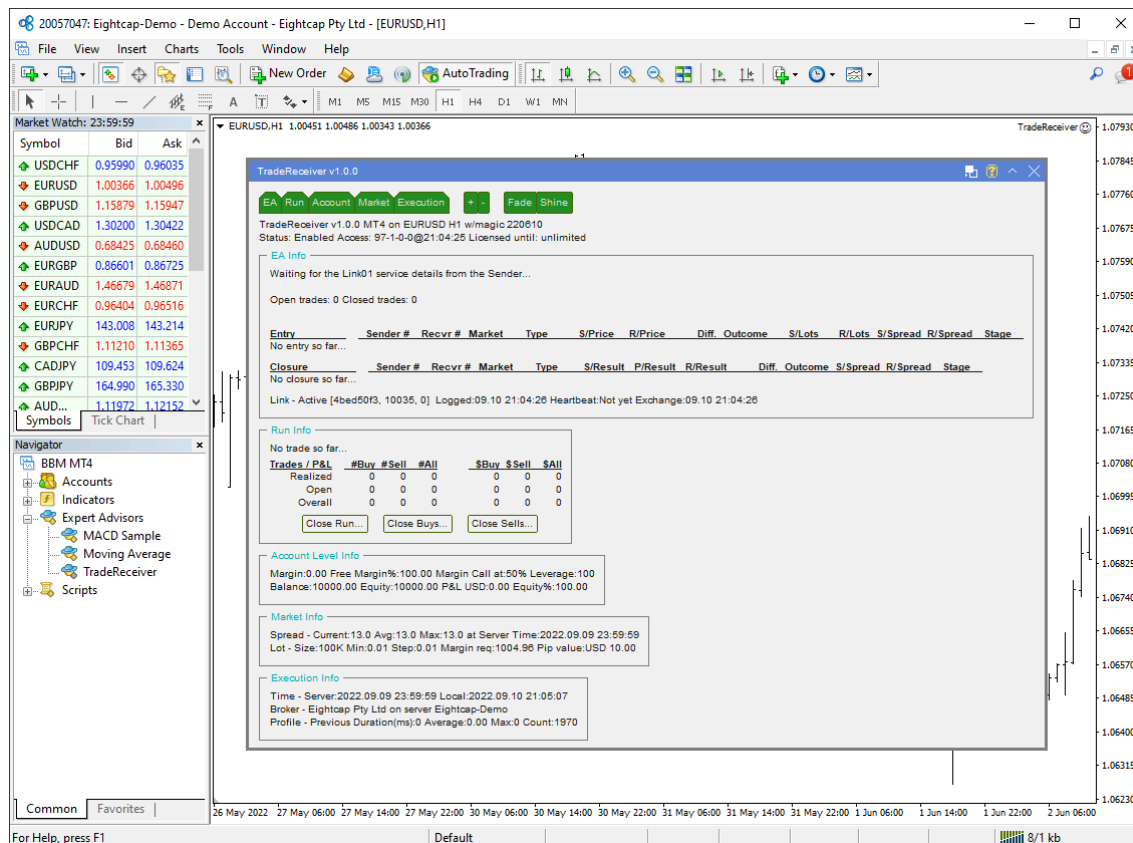 20057047: Eightcap-Demo - Demo Account - Eightcap Pty Ltd - [EURUSD,H1]
File View Insert Charts Tools Window Help
New Order AutoTrading 1
E F A T M1 M5 M15 M30 H1 H4 D1 W1 MN
Market Watch: 23:59:59
Symbol Bid Ask
USDCHF 0.95990 0.96035
EURUSD 1.00366 1.00496
GBPUSD 1.15879 1.15947
USDCAD 1.30200 1.30422
AUDUSD 0.68425 0.68460
EURGBP 0.86601 0.86725
EURAUD 1.46679 1.46871
EURCHF 0.96404 0.96516
EURJPY 143.008 143.214
GBPCHF 1.11210 1.11365
CADJPY 109.453 109.624
GBPJPY 164.990 165.330
AUD... 1.11972 1.12152
Symbols Tick Chart
Navigator
BBM MT4
Accounts
Indicators
Expert Advisors
MACD Sample
Moving Average
TradeReceiver
Scripts
Common Favorites
EURUSD,H1 1.00451 1.00486 1.00343 1.00366
TradeReceiver
TradeReceiver v1.0.0
EA Run Account Market Execution + - Fade Shine
TradeReceiver v1.0.0 MT4 on EURUSD H1 w/magic 220610
Status: Enabled Access: 97-1-0-0@21:04:25 Licensed until: unlimited
EA Info
Waiting for the Link01 service details from the Sender...
Open trades: 0 Closed trades: 0
Entry Sender # Recvr # Market Type S/Price R/Price Diff. Outcome S/Lots R/Lots S/Spread R/Spread Stage
No entry so far...
Closure Sender # Recvr # Market Type S/Result P/Result R/Result Diff. Outcome S/Spread R/Spread Stage
No closure so far...
Link - Active [4bed50f3, 10035, 0] Logged:09.10 21:04:26 Heartbeat:Not yet Exchange:09.10 21:04:26
Run Info
No trade so far...
Trades / P&L #Buy #Sell #All $Buy $Sell $All
Realized 0 0 0 0 0 0
Open 0 0 0 0 0 0
Overall 0 0 0 0 0 0
Close Run... Close Buys... Close Sells...
Account Level Info
Margin:0.00 Free Margin%:100.00 Margin Call at:50% Leverage:100
Balance:10000.00 Equity:10000.00 P&L USD:0.00 Equity%:100.00
Market Info
Spread - Current:13.0 Avg:13.0 Max:13.0 at Server Time:2022.09.09 23:59:59
Lot - Size:100K Min:0.01 Step:0.01 Margin req:1004.96 Pip value:USD 10.00
Execution Info
Time - Server:2022.09.09 23:59:59 Local:2022.09.10 21:05:07
Broker - Eightcap Pty Ltd on server Eightcap-Demo
Profile - Previous Duration(ms):0 Average:0.00 Max:0 Count:1970
1.07930
1.07845
1.07760
1.07675
1.07590
1.07505
1.07420
1.07335
1.07250
1.07165
1.07080
1.06995
1.06910
1.06825
1.06740
1.06655
1.06570
1.06485
1.06400
1.06315
1.06230
26 May 2022 27 May 06:00 27 May 14:00 27 May 22:00 30 May 06:00 30 May 14:00 30 May 22:00 31 May 06:00 31 May 14:00 31 May 22:00 1 Jun 06:00 1 Jun 14:00 1 Jun 22:00 2 Jun 06:00
For Help, press F1 Default 8/1 kb